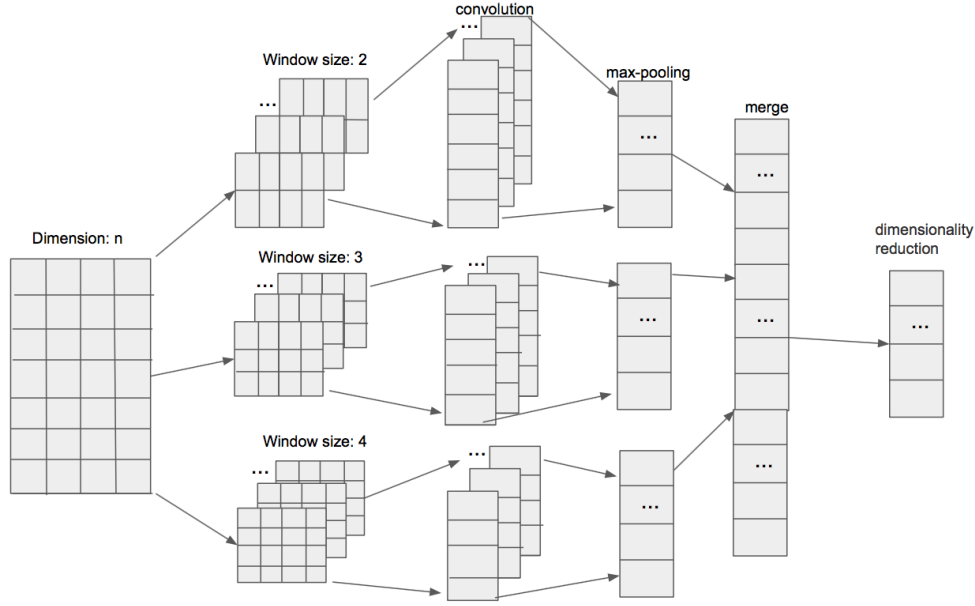 convolution
...
Window size: 2
...
max-pooling
...
merge
...
Dimension: n
Window size: 3
...
...
...
...
dimensionality
reduction
...
Window size: 4
...
...
...
...